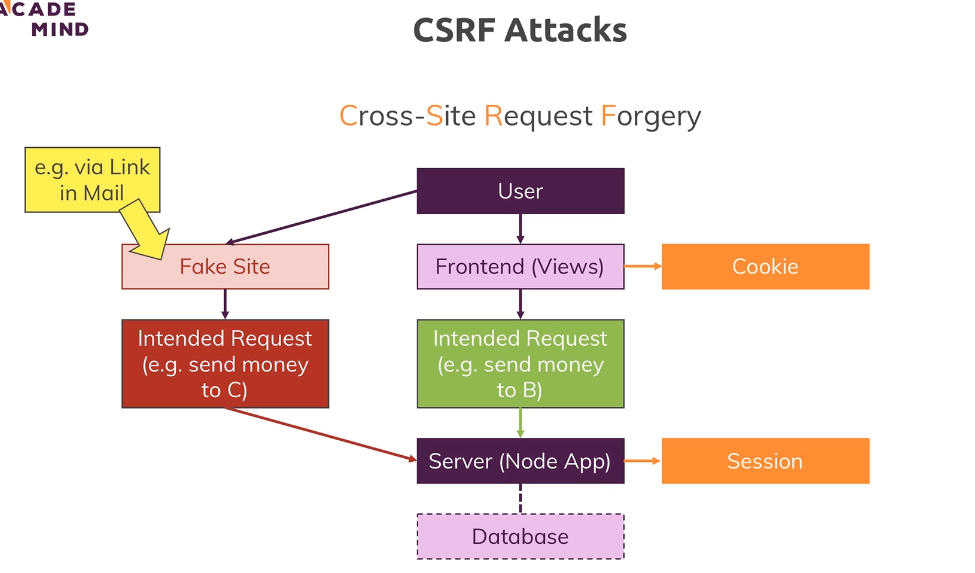 ACADE
MIND
CSRF Attacks
Cross-Site Request Forgery
e.g. via Link
in Mail
User
Fake Site
Frontend (Views)
Cookie
Intended Request
(e.g. send money
to C)
Intended Request
(e.g. send money
to B)
Server (Node App)
Session
Database